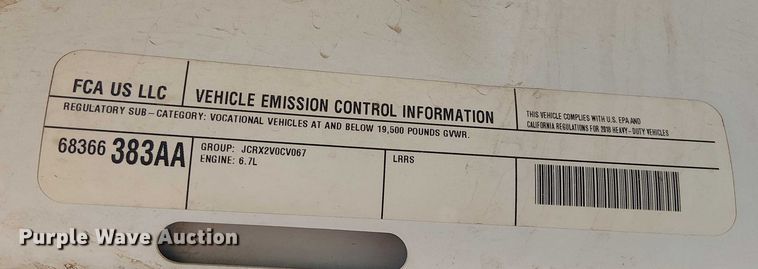 FCA US LLC
VEHICLE EMISSION CONTROL INFORMATION
THIS VEHICLE COMPLIES WITH U.S. EPA AND
CALIFORNIA REGULATIONS FOR 2018 HEAVY-DUTY VEHICLES
REGULATORY SUB-CATEGORY: VOCATIONAL VEHICLES AT AND BELOW 19,500 POUNDS GVWR.
68366 383AA
GROUP: JCRX2V0CV067
ENGINE: 6.7L
LRRS
Purple Wave Auction